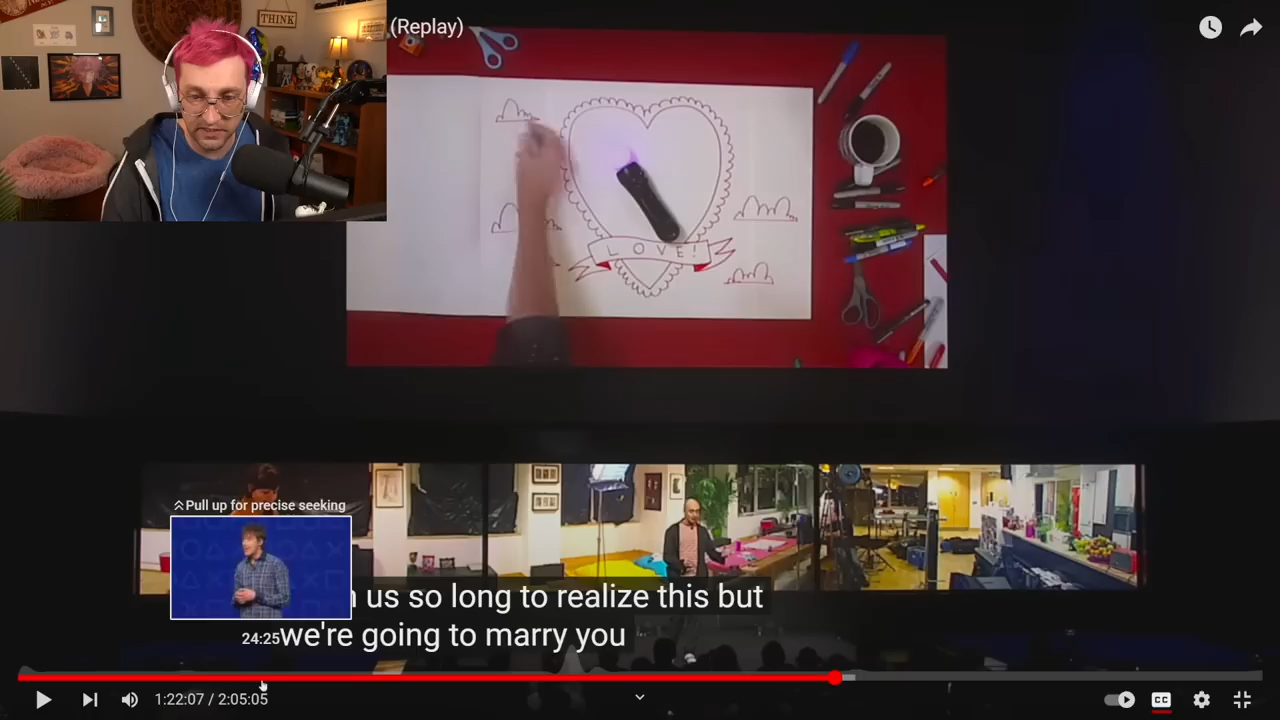 THINK
(Replay)
LOVE!
Pull up for precise seeking
us so long to realize this but
24:25
we're going to marry you
1:22:07 / 2:05:05
CC